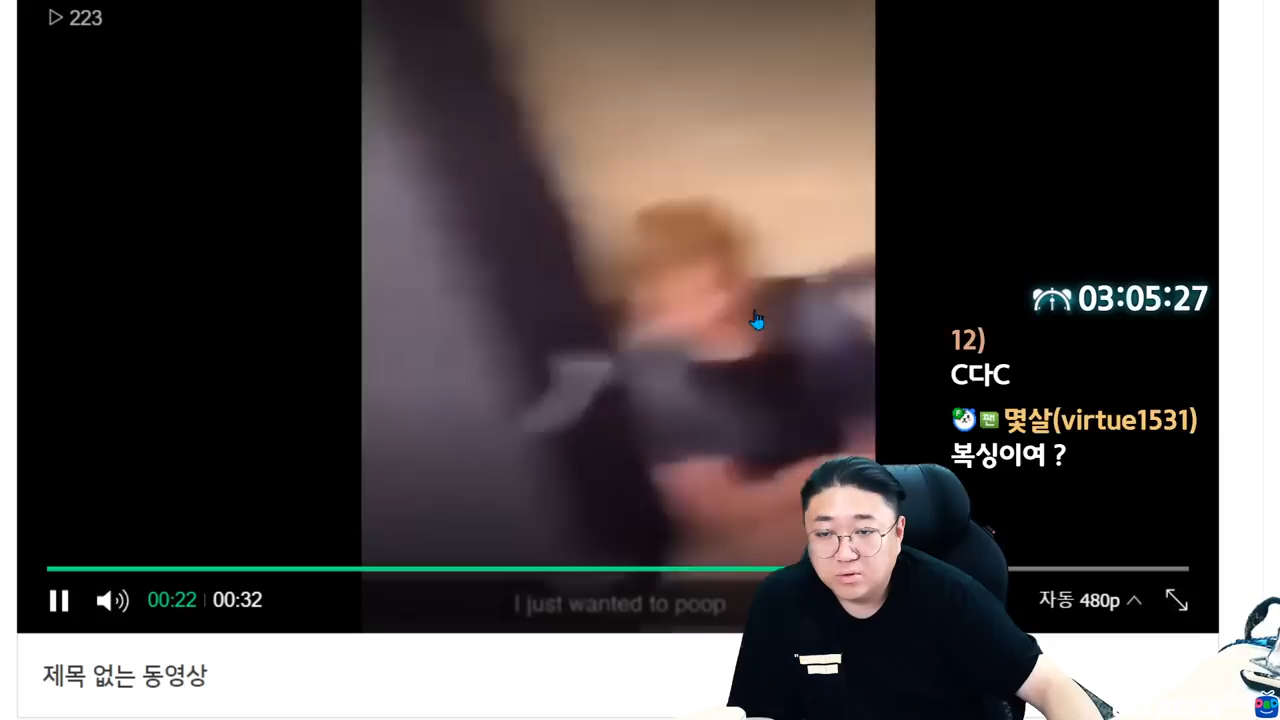 223
03:05:27
12)
C다C
팬 몇살(virtue1531)
복싱이여 ?
00:22 00:32
I just wanted to poop
자동 480p
제목 없는 동영상